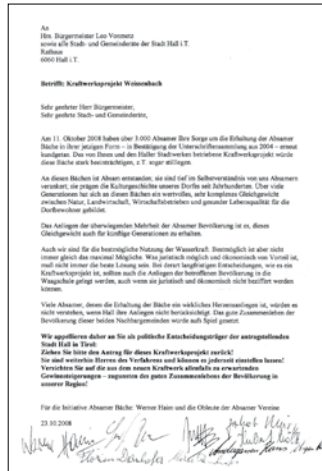 An
Hrn. Bürgermeister Leo Vonmetz
sowie alle Stadt- und Gemeinderäte der Stadt Hall i.T.
Rathaus
6060 Hall i.T.
Betrifft: Kraftwerksprojekt Weissenbach
Sehr geehrter Herr Bürgermeister,
Sehr geehrte Stadt- und Gemeinderäte,
Am 11. Oktober 2008 haben über 3.000 Absamer ihre Sorge um die Erhaltung der Absamer
Bäche in ihrer jetzigen Form – in Bestätigung der Unterschriftensammlung aus 2004 – erneut
kundgetan. Das von Ihnen und den Haller Stadtwerken betriebene Kraftwerksprojekt würde
diese Bäche stark beeinträchtigen, z.T. sogar stilllegen.
An diesen Bächen ist Absam entstanden; sie sind tief im Selbstverständnis von uns Absamern
verankert; sie prägen die Kulturgeschichte unseres Dorfes seit Jahrhunderten. Über viele
Generationen hat sich an diesen Bächen ein wertvolles, sehr komplexes Gleichgewicht
zwischen Natur, Landwirtschaft, Wirtschaftsbetrieben und gesunder Lebensqualität für die
Dorfbewohner gebildet.
Das Anliegen der überwiegenden Mehrheit der Absamer Bevölkerung ist es, dieses
Gleichgewicht auch für künftige Generationen zu erhalten.
Auch wir sind für die bestmögliche Nutzung der Wasserkraft. Bestmöglich ist aber nicht
immer gleich das maximal Mögliche. Was juristisch möglich und ökonomisch von Vorteil ist,
muß nicht immer die beste Lösung sein. Bei derart langfristigen Entscheidungen, wie es ein
Kraftwerksprojekt ist, sollten auch die Anliegen der betroffenen Bevölkerung in die
Waagschale gelegt werden, auch wenn sie juristisch und ökonomisch nicht beziffert werden
können.
Viele Absamer, denen die Erhaltung der Bäche ein wirkliches Herzensanliegen ist, würden es
nicht verstehen, wenn Hall ihre Anliegen nicht berücksichtigt. Das gute Zusammenleben der
Bevölkerung dieser beiden Nachbargemeinden würde aufs Spiel gesetzt.
Wir appellieren daher an Sie als politische Entscheidungsträger der antragstellenden
Stadt Hall in Tirol:
Ziehen Sie bitte den Antrag für dieses Kraftwerksprojekt zurück!
Sie sind weiterhin Herren des Verfahrens und können es jederzeit einstellen lassen!
Verzichten Sie auf die aus dem neuen Kraftwerk allenfalls zu erwartenden
Gewinnsteigerungen – zugunsten des guten Zusammenlebens der Bevölkerung in
unserer Region!
Für die Initiative Absamer Bäche: Werner Haim und die Obleute der Absamer Vereine
23.10.2008
Werner Haim